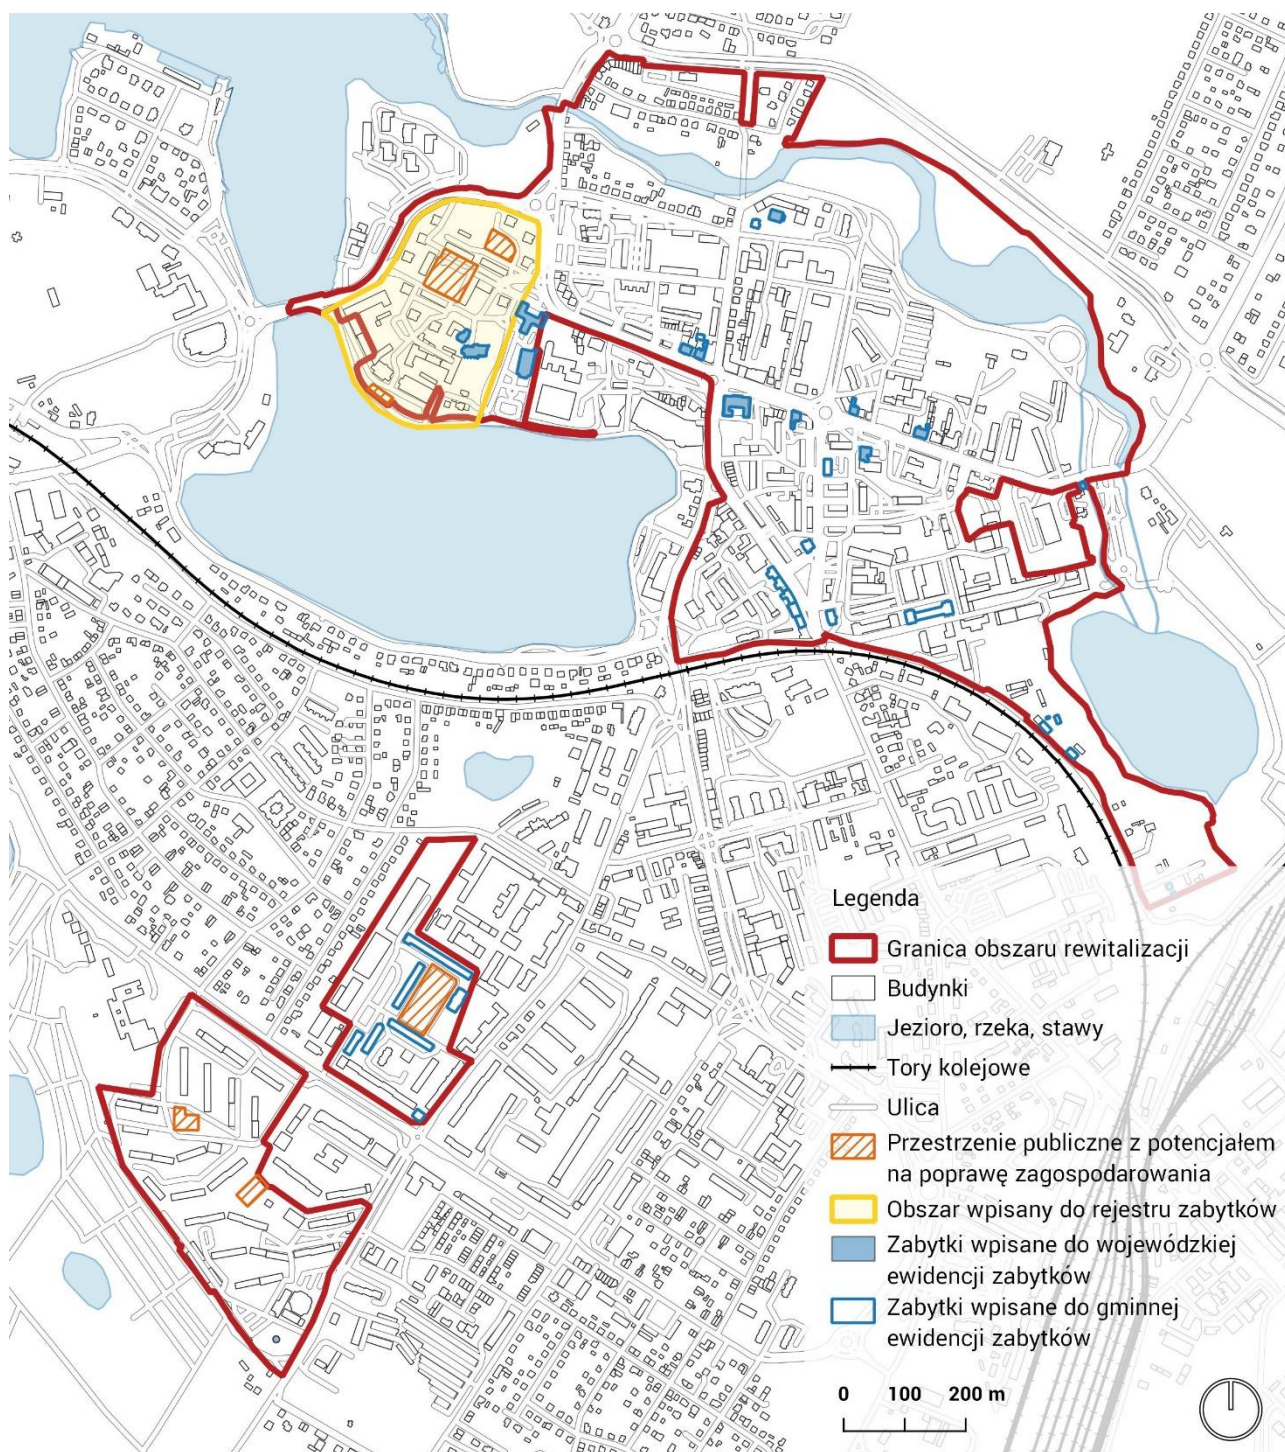 Legenda
Granica obszaru rewitalizacji
Budynki
Jezioro, rzeka, stawy
Tory kolejowe
Ulica
Przestrzenie publiczne z potencjałem
na poprawę zagospodarowania
Obszar wpisany do rejestru zabytków
Zabytki wpisane do wojewódzkiej
ewidencji zabytków
Zabytki wpisane do gminnej
ewidencji zabytków
0 100 200 m